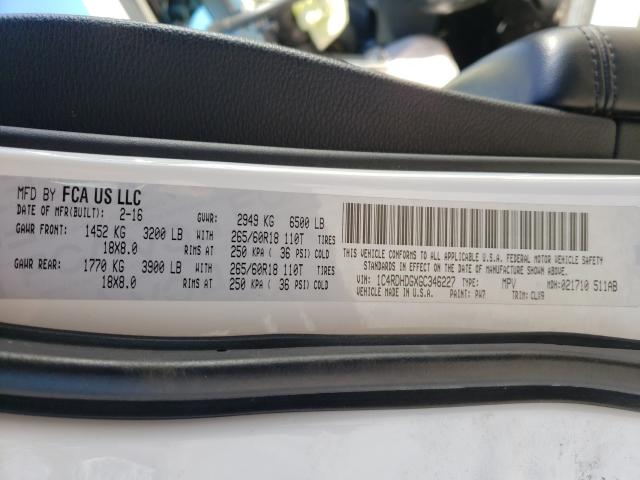 MFD BY FCA US LLC
DATE OF MFR(BUILT): 2-16 GVWR: 2949 KG 6500 LB
GAWR FRONT: 1452 KG 3200 LB WITH 265/60R18 110T TIRES
18X8.0 RIMS AT 250 KPA ( 36 PSI) COLD
GAWR REAR: 1770 KG 3900 LB WITH 265/60R18 110T TIRES
18X8.0 RIMS AT 250 KPA ( 36 PSI) COLD
THIS VEHICLE CONFORMS TO ALL APPLICABLE U.S.A. FEDERAL MOTOR VEHICLE SAFETY
STANDARDS IN EFFECT ON THE DATE OF MANUFACTURE SHOWN ABOVE.
VIN: 1C4RDHDGXGC346227 TYPE: MPV MDH: 021710 511AB
VEHICLE MADE IN U.S.A. PAINT: PW7 TRIM: CLX9